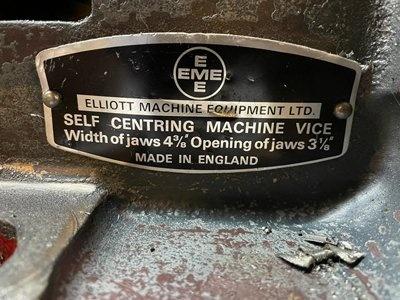 E
EME
E
ELLIOTT MACHINE EQUIPMENT LTD.
SELF CENTRING MACHINE VICE
Width of jaws 4⅜" Opening of jaws 3⅛"
MADE IN ENGLAND